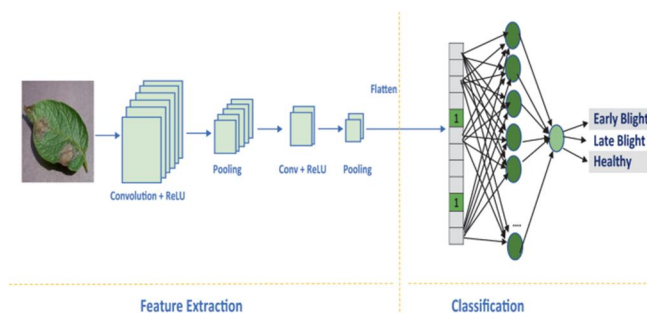 Flatten
1
1
Early Blight
Late Blight
Healthy
Convolution + ReLU
Pooling
Conv + ReLU
Pooling
....
Feature Extraction
Classification